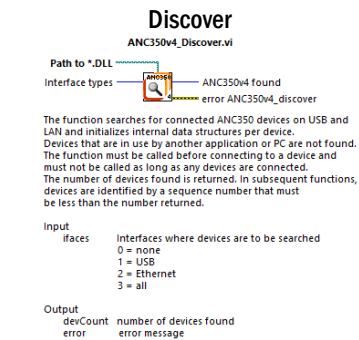 Discover
ANC350v4_Discover.vi
Path to *.DLL
Interface types
ANC350
4
ANC350v4 found
error ANC350v4_discover
The function searches for connected ANC350 devices on USB and
LAN and initializes internal data structures per device.
Devices that are in use by another application or PC are not found.
The function must be called before connecting to a device and
must not be called as long as any devices are connected.
The number of devices found is returned. In subsequent functions,
devices are identified by a sequence number that must
be less than the number returned.
Input
ifaces Interfaces where devices are to be searched
0 = none
1 = USB
2 = Ethernet
3 = all
Output
devCount number of devices found
error error message